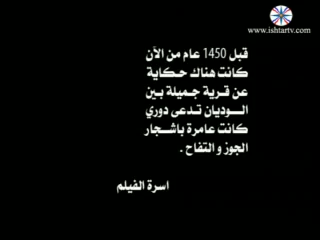 www.ishtartv.com
قبل 1450 عام من الآن
كانت هناك حكاية
عن قرية جميلة بين
الوديان تدعى دوري
كانت عامرة باشجار
الجوز والتفاح .
اسرة الفيلم